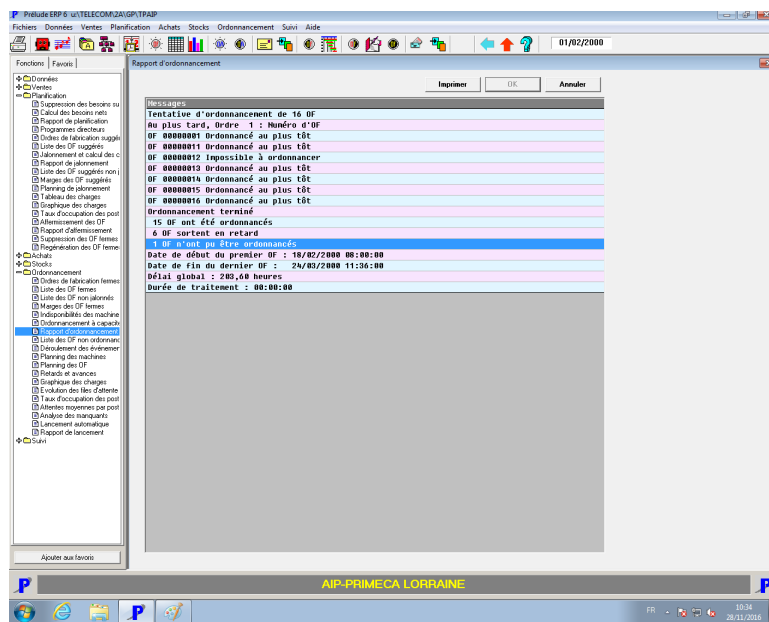 Prélude ERP 6 u:\TELECOM\2A\GP\TPAIP
Fichiers Données Ventes Planification Achats Stocks Ordonnancement Suivi Aide
01/02/2000
Fonctions Favoris
Rapport d'ordonnancement
Données
Ventes
Planification
Suppression des besoins su
Calcul des besoins nets
Rapport de planification
Programmes directeurs
Ordres de fabrication suggér
Liste des OF suggérés
Jalonnement et calcul des c
Rapport de jalonnement
Liste des OF suggérés non j
Marges des OF suggérés
Planning de jalonnement
Tableau des charges
Graphique des charges
Taux d'occupation des post
Affermissement des OF
Rapport d'affermissement
Suppression des OF fermes
Regénération des OF ferme
Achats
Stocks
Ordonnancement
Ordres de fabrication fermes
Liste des OF fermes
Liste des OF non jalonnés
Marges des OF fermes
Indisponibilités des machine
Ordonnancement à capacité
Rapport d'ordonnancement
Liste des OF non ordonnanc
Déroulement des événemen
Planning des machines
Planning des OF
Retards et avances
Graphique des charges
Evolution des files d'attente
Taux d'occupation des post
Attentes moyennes par post
Analyse des manquants
Lancement automatique
Rapport de lancement
Suivi
Ajouter aux favoris
Imprimer OK Annuler
Messages
Tentative d'ordonnancement de 16 OF
Au plus tard, Ordre 1 : Numéro d'OF
OF 00000001 Ordonnancé au plus tôt
OF 00000011 Ordonnancé au plus tôt
OF 00000012 Impossible à ordonnancer
OF 00000013 Ordonnancé au plus tôt
OF 00000014 Ordonnancé au plus tôt
OF 00000015 Ordonnancé au plus tôt
OF 00000016 Ordonnancé au plus tôt
Ordonnancement terminé
15 OF ont été ordonnancés
6 OF sortent en retard
1 OF n'ont pu être ordonnancés
Date de début du premier OF : 18/02/2000 08:00:00
Date de fin du dernier OF : 24/03/2000 11:36:00
Délai global : 203,60 heures
Durée de traitement : 00:00:00
AIP-PRIMECA LORRAINE
FR
10:34
28/11/2016